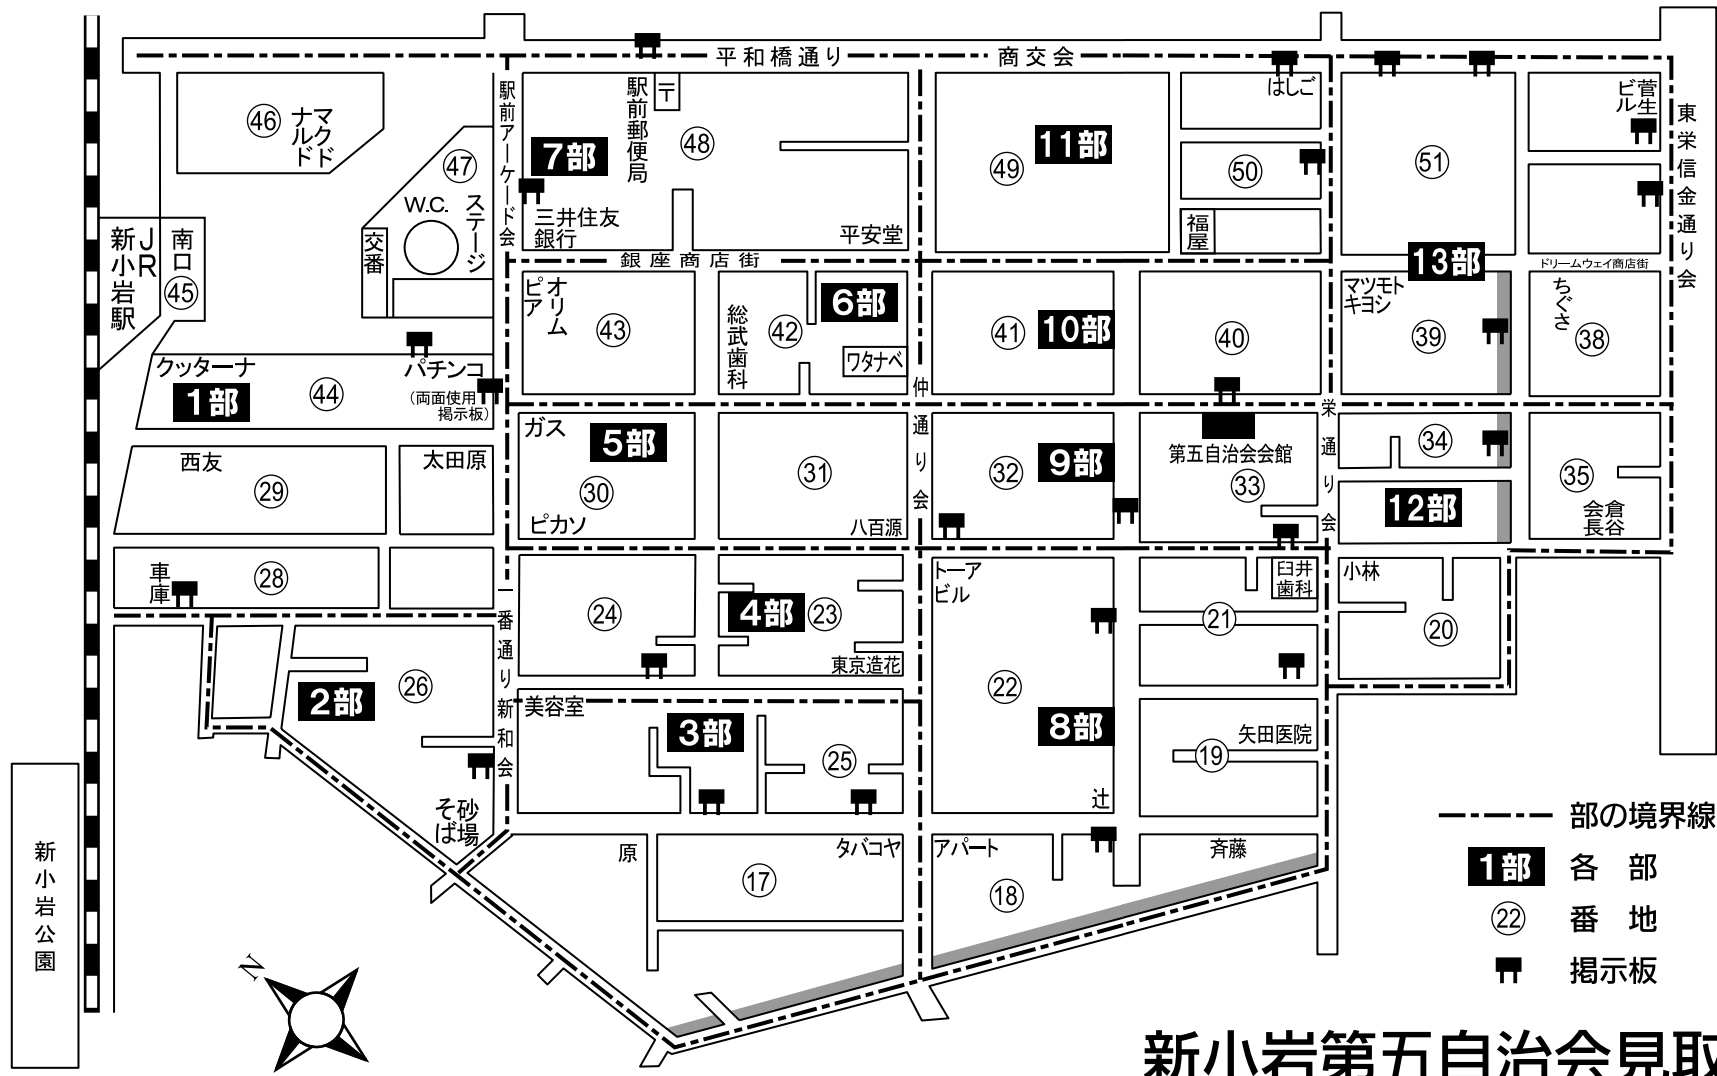 平和橋通り 商交会
46
マクド
ナルド
47
W.C.
ステージ
交番
駅前アーケード会
7部
駅前郵便局
〒
48
三井住友
銀行
平安堂
11部
49
はしご
50
福屋
51
菅生
ビル
東栄信金通り会
JR
新小岩駅
南口
45
銀座商店街
13部
ドリームウェイ商店街
オリム
ピア
43
総武歯科
42
6部
ワタナベ
41
10部
40
マツモト
キヨシ
39
ちぐさ
38
クッターナ
1部
44
パチンコ
(両面使用
掲示板)
仲通り会
栄通り会
西友
29
太田原
ガス
5部
30
ピカソ
31
八百源
32
9部
第五自治会会館
33
34
12部
35
倉
会
長谷
車庫
28
一番通り新和会
24
4部
23
東京造花
トーア
ビル
臼井
歯科
21
小林
20
2部
26
美容室
3部
25
22
8部
辻
矢田医院
19
砂場
そば
原
17
タバコヤ
アパート
18
斉藤
新小岩公園
N
部の境界線
1部 各部
22 番地
掲示板
新小岩第五自治会見取